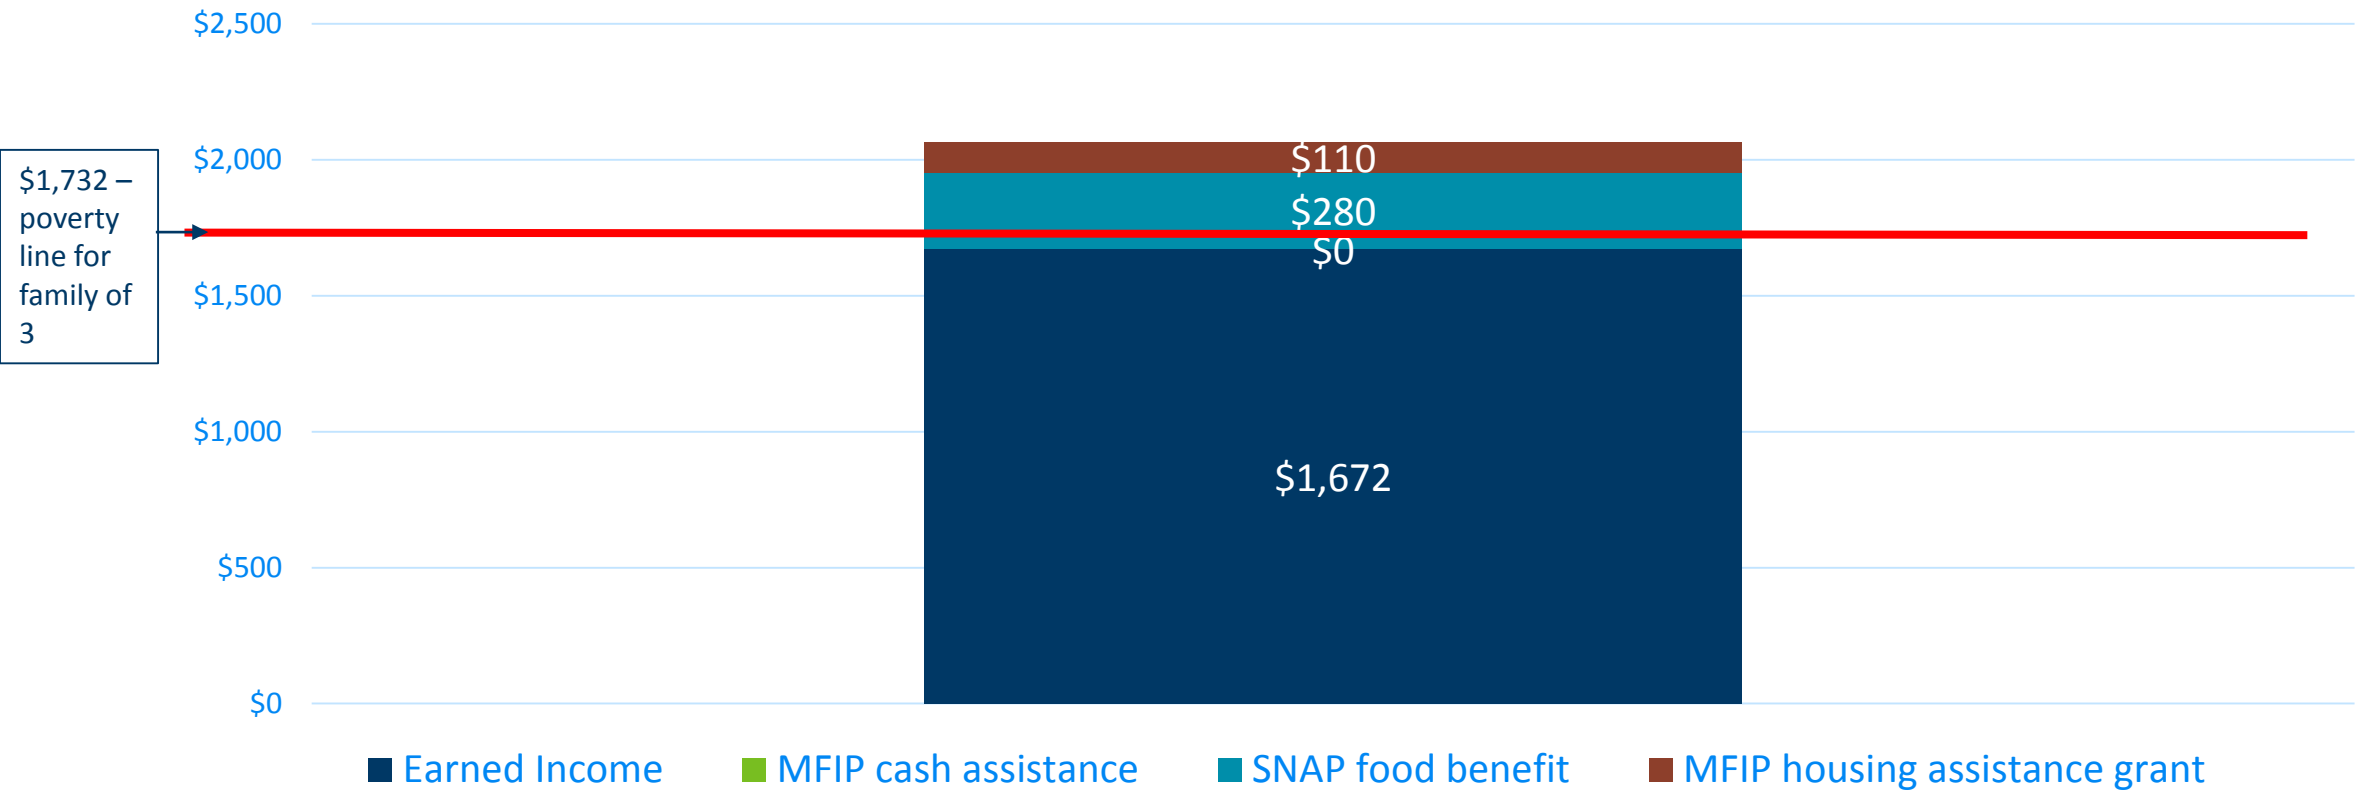 $2,500
$2,000
$1,500
$1,000
$500
$0
$1,732 –
poverty
line for
family of
3
$110
$280
$0
$1,672
Earned Income
MFIP cash assistance
SNAP food benefit
MFIP housing assistance grant